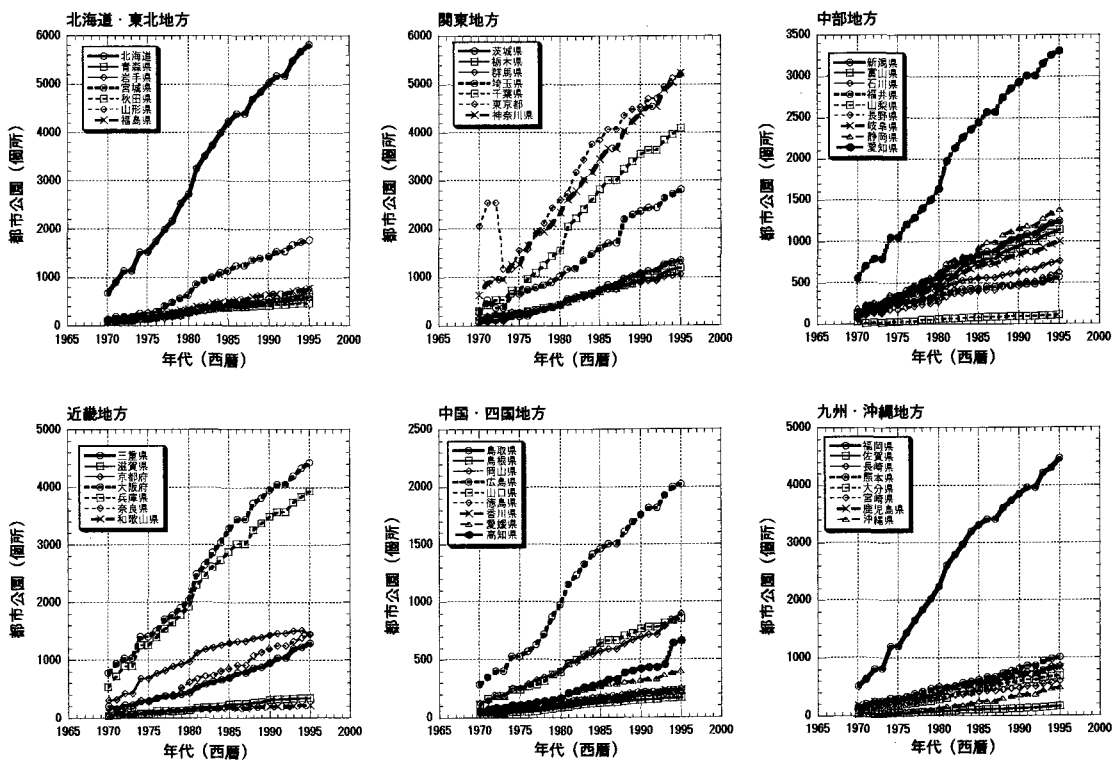 北海道・東北地方
都市公園（個所）
6000
5000
4000
3000
2000
1000
0
北海道
青森県
岩手県
宮城県
秋田県
山形県
福島県
1965
1970
1975
1980
1985
1990
1995
2000
年代（西暦）
関東地方
都市公園（個所）
6000
5000
4000
3000
2000
1000
0
茨城県
栃木県
群馬県
埼玉県
千葉県
東京都
神奈川県
1965
1970
1975
1980
1985
1990
1995
2000
年代（西暦）
中部地方
都市公園（個所）
3500
3000
2500
2000
1500
1000
500
0
新潟県
富山県
石川県
福井県
山梨県
長野県
岐阜県
静岡県
愛知県
1965
1970
1975
1980
1985
1990
1995
2000
年代（西暦）
近畿地方
都市公園（個所）
5000
4000
3000
2000
1000
0
三重県
滋賀県
京都府
大阪府
兵庫県
奈良県
和歌山県
1965
1970
1975
1980
1985
1990
1995
2000
年代（西暦）
中国・四国地方
都市公園（個所）
2500
2000
1500
1000
500
0
鳥取県
島根県
岡山県
広島県
山口県
徳島県
香川県
愛媛県
高知県
1965
1970
1975
1980
1985
1990
1995
2000
年代（西暦）
九州・沖縄地方
都市公園（個所）
5000
4000
3000
2000
1000
0
福岡県
佐賀県
長崎県
熊本県
大分県
宮崎県
鹿児島県
沖縄県
1965
1970
1975
1980
1985
1990
1995
2000
年代（西暦）